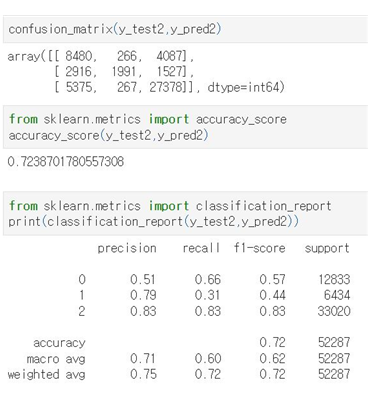 confusion_matrix(y_test2,y_pred2)
array([[ 8480,   266,  4087],
       [ 2916,  1991,  1527],
       [ 5375,   267, 27378]], dtype=int64)
from sklearn.metrics import accuracy_score
accuracy_score(y_test2,y_pred2)
0.7238701780557308
from sklearn.metrics import classification_report
print(classification_report(y_test2,y_pred2))
precision    recall  f1-score   support
0       0.51      0.66      0.57     12833
1       0.79      0.31      0.44      6434
2       0.83      0.83      0.83     33020
accuracy                           0.72     52287
macro avg       0.71      0.60      0.62     52287
weighted avg       0.75      0.72      0.72     52287